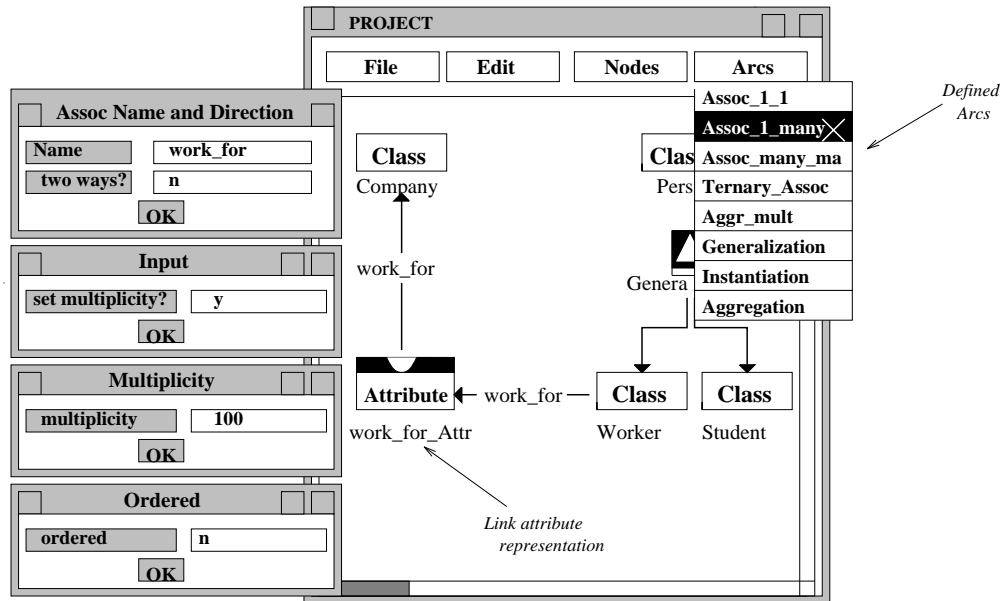 PROJECT
File Edit Nodes Arcs
Assoc_1_1
Assoc_1_many
Assoc_many_ma
Ternary_Assoc
Aggr_mult
Generalization
Instantiation
Aggregation
Defined
Arcs
Assoc Name and Direction
Name work_for
two ways? n
OK
Input
set multiplicity? y
OK
Multiplicity
multiplicity 100
OK
Ordered
ordered n
OK
Class
Company
Clas
Pers
work_for
Genera
Attribute
work_for_Attr
work_for
Class
Worker
Class
Student
Link attribute
representation